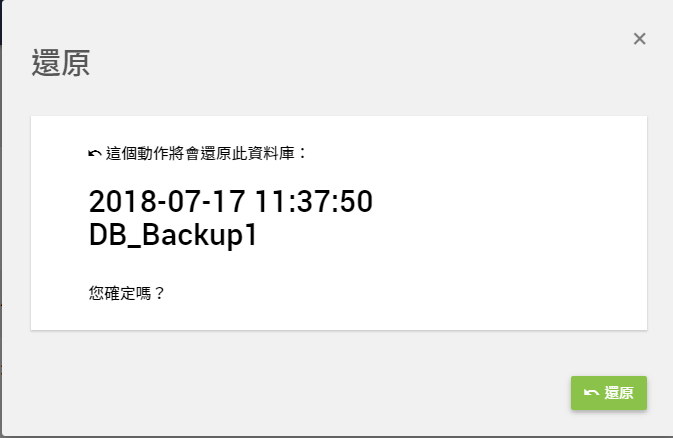 還原
這個動作將會還原此資料庫：
2018-07-17 11:37:50
DB_Backup1
您確定嗎？
還原